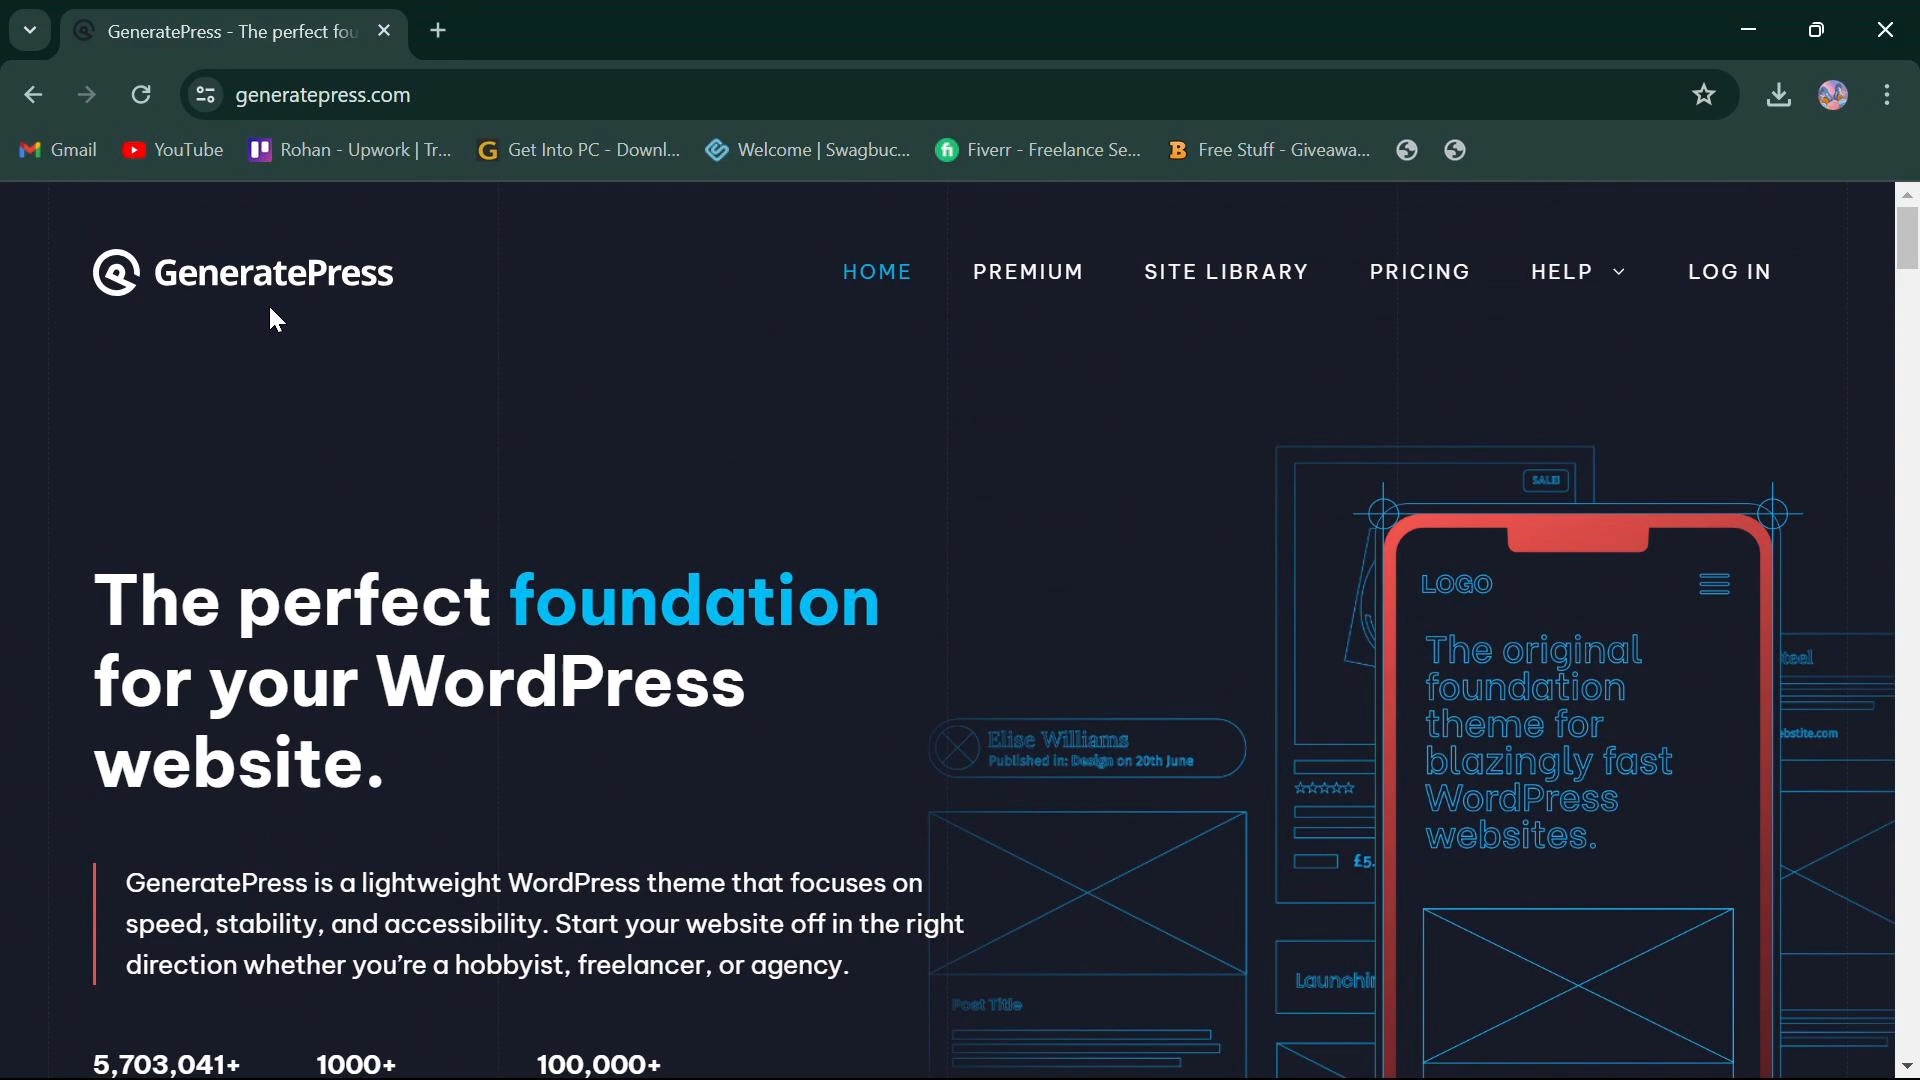 GeneratePress - The perfect fou
generatepress.com
Gmail
YouTube
Rohan - Upwork | Tr...
Get Into PC - Downl...
Welcome | Swagbuc...
Fiverr - Freelance Se...
Free Stuff - Giveawa...
GeneratePress
HOME
PREMIUM
SITE LIBRARY
PRICING
HELP
LOG IN
The perfect foundation
for your WordPress
website.
GeneratePress is a lightweight WordPress theme that focuses on
speed, stability, and accessibility. Start your website off in the right
direction whether you're a hobbyist, freelancer, or agency.
5,703,041+
1000+
100,000+
SALE!
LOGO
The original
foundation
theme for
blazingly fast
WordPress
websites.
Elise Williams
Published in: Design on 20th June
£5.
Launchin
Post Title
teel
ebstite.com